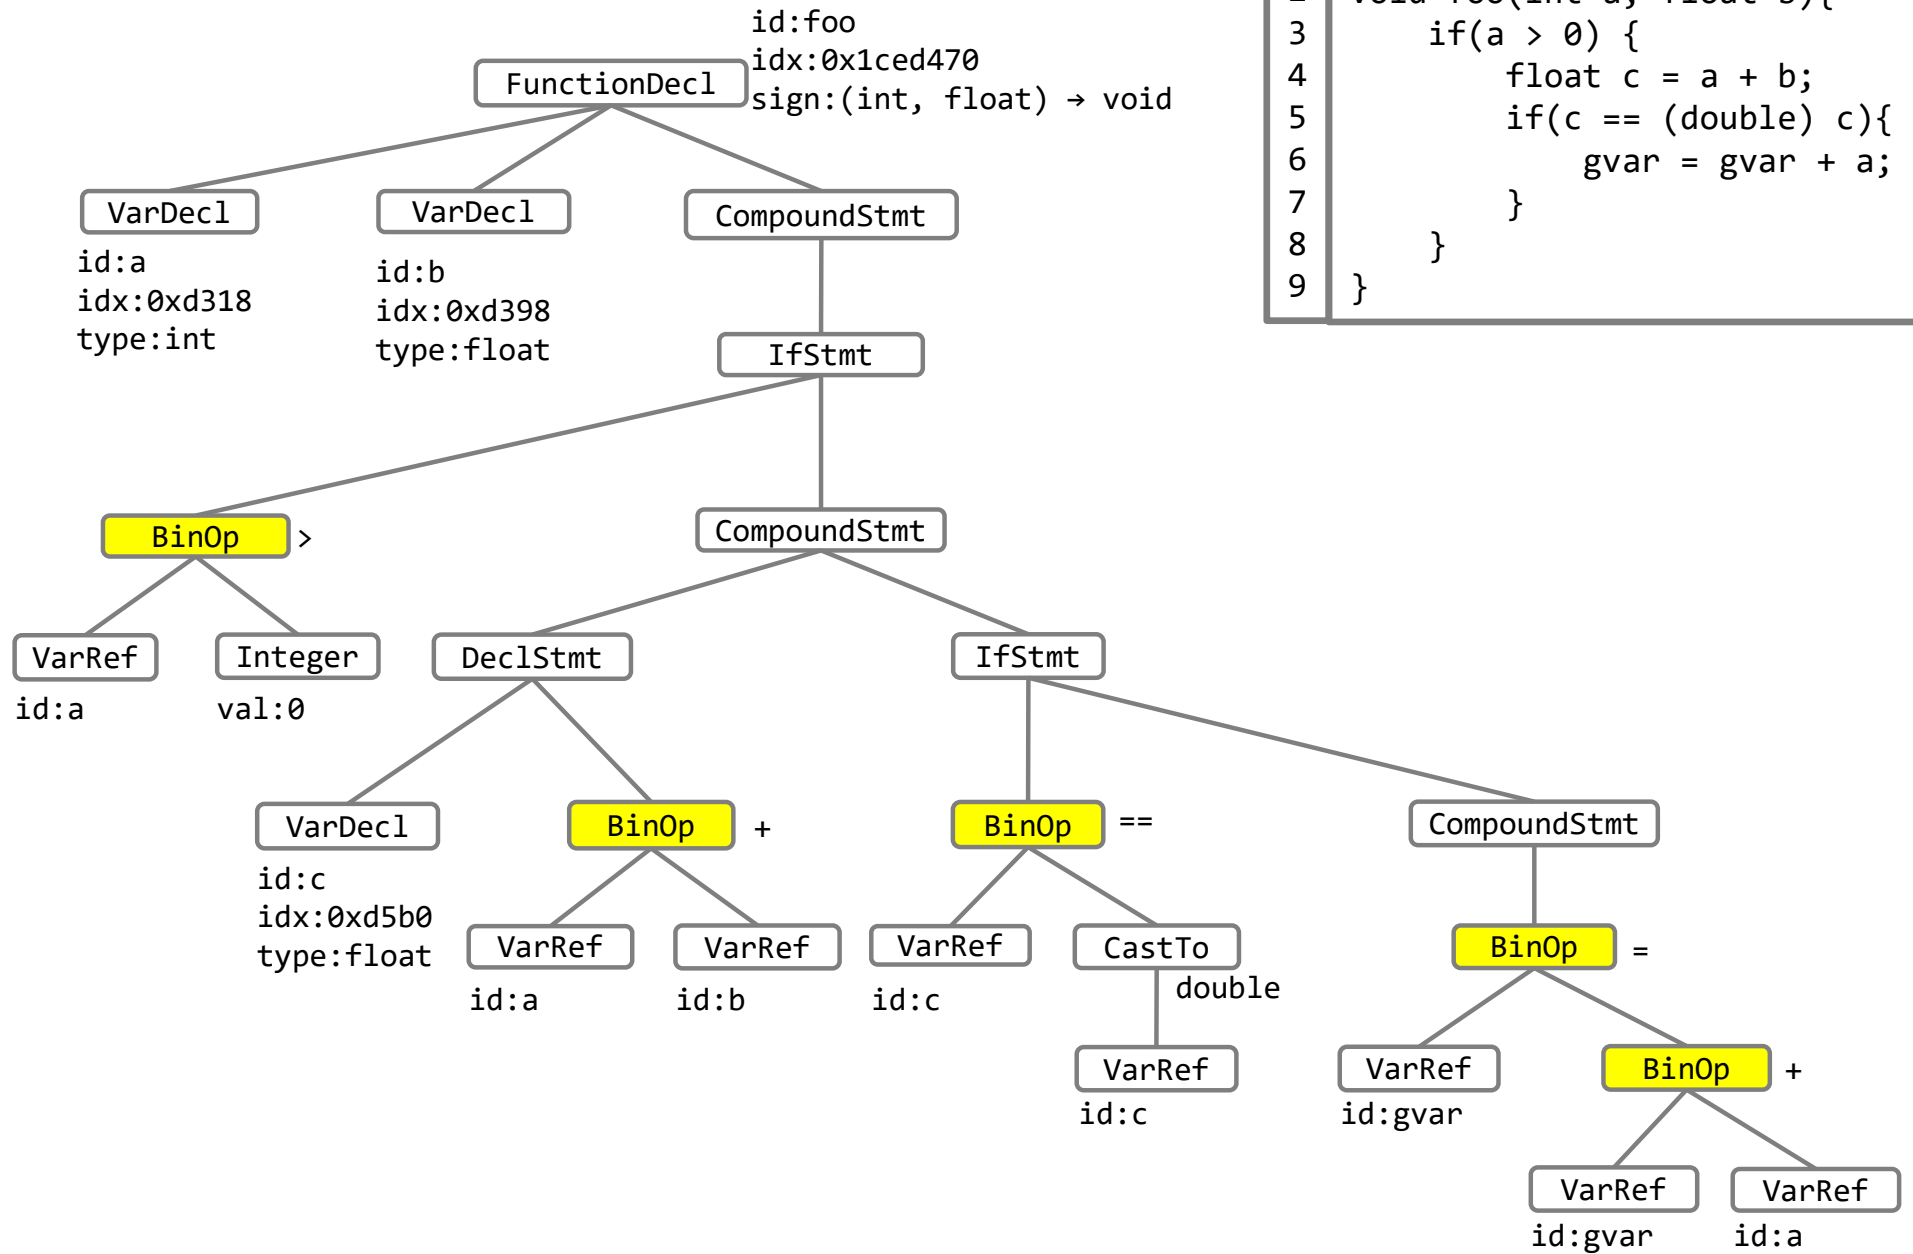 id:foo
idx:0x1ced470
sign:(int, float) → void
FunctionDecl
3 if(a > 0) {
4 float c = a + b;
5 if(c == (double) c){
6 gvar = gvar + a;
7 }
8 }
9 }
VarDecl
VarDecl
CompoundStmt
id:a
idx:0xd318
type:int
id:b
idx:0xd398
type:float
IfStmt
BinOp >
CompoundStmt
VarRef
Integer
DeclStmt
IfStmt
id:a
val:0
VarDecl
BinOp +
BinOp ==
CompoundStmt
id:c
idx:0xd5b0
type:float
VarRef
VarRef
VarRef
CastTo
double
BinOp =
id:a
id:b
id:c
VarRef
VarRef
BinOp +
id:c
id:gvar
VarRef
VarRef
id:gvar
id:a